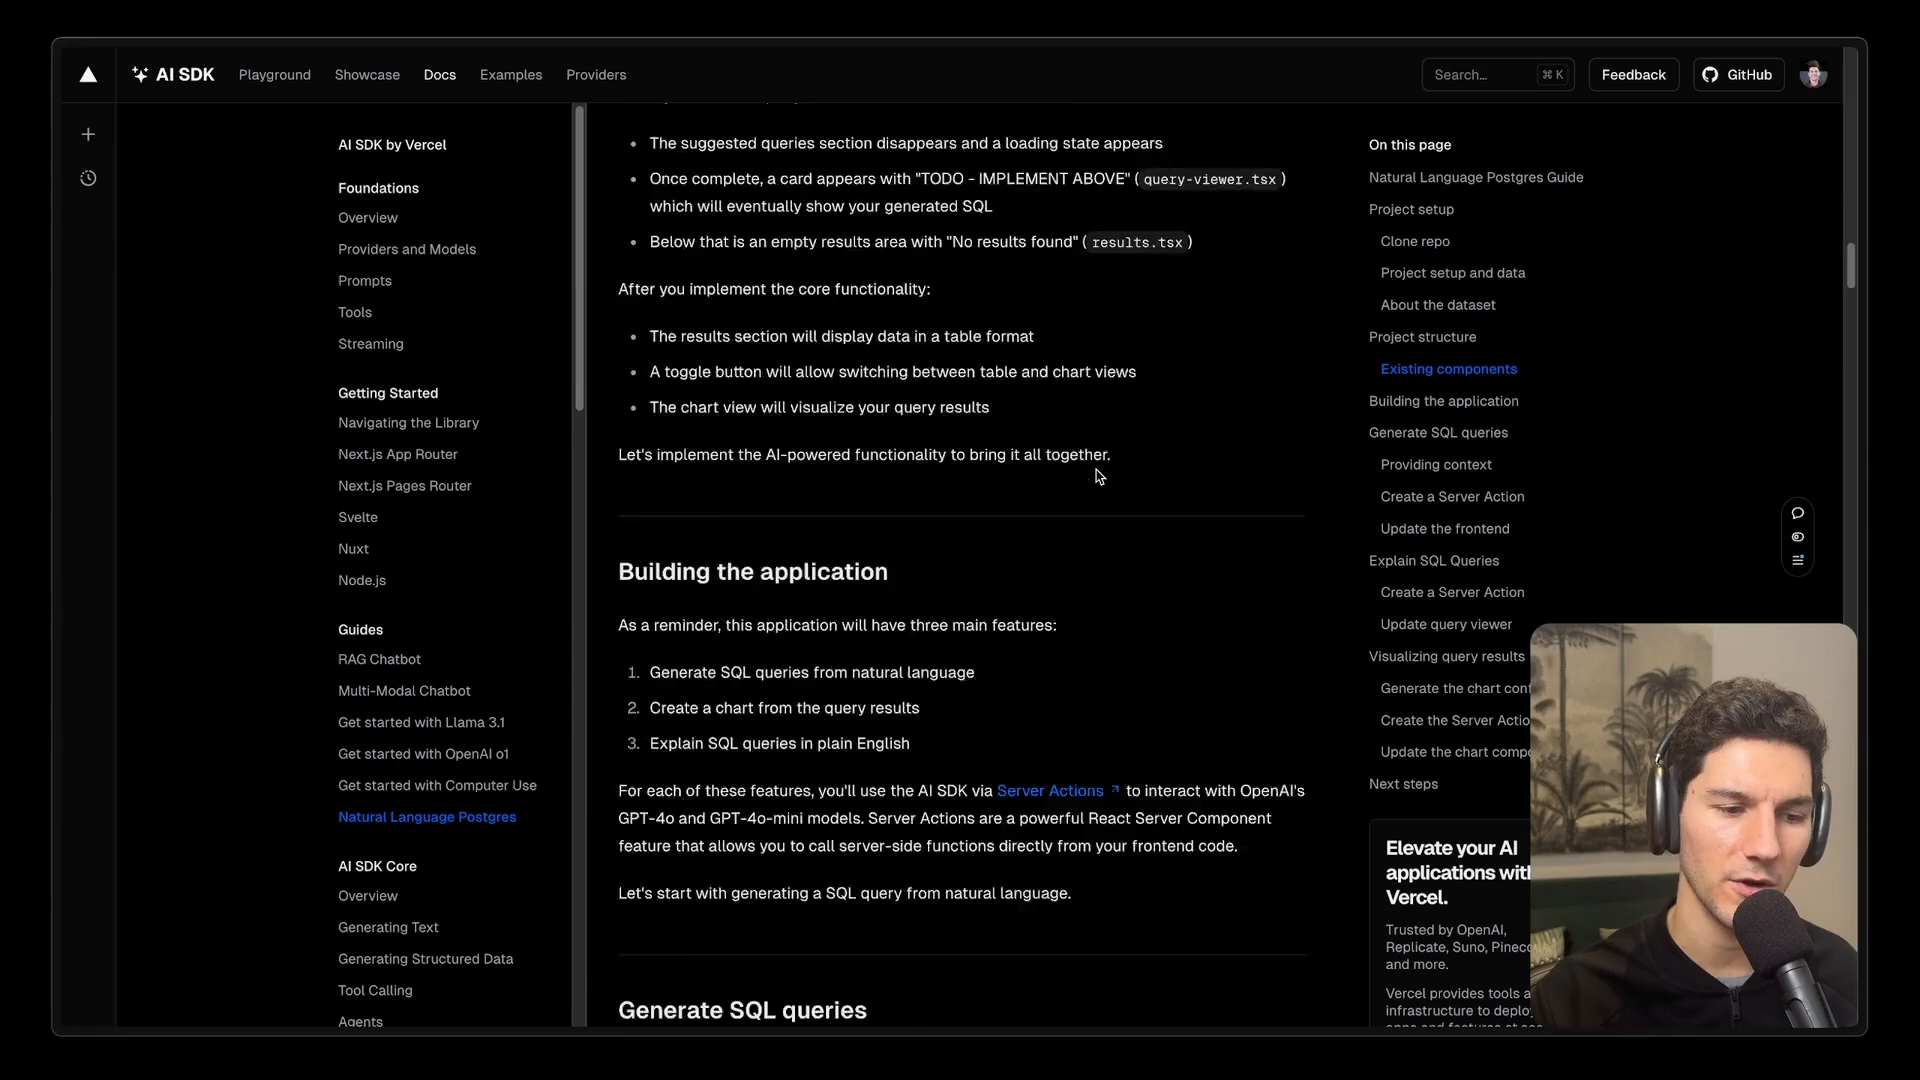 AI SDK
Playground
Showcase
Docs
Examples
Providers
Search...
⌘ K
Feedback
GitHub
AI SDK by Vercel
Foundations
Overview
Providers and Models
Prompts
Tools
Streaming
Getting Started
Navigating the Library
Next.js App Router
Next.js Pages Router
Svelte
Nuxt
Node.js
Guides
RAG Chatbot
Multi-Modal Chatbot
Get started with Llama 3.1
Get started with OpenAI o1
Get started with Computer Use
Natural Language Postgres
AI SDK Core
Overview
Generating Text
Generating Structured Data
Tool Calling
Agents
The suggested queries section disappears and a loading state appears
Once complete, a card appears with "TODO - IMPLEMENT ABOVE" ( query-viewer.tsx )
which will eventually show your generated SQL
Below that is an empty results area with "No results found" ( results.tsx )
After you implement the core functionality:
The results section will display data in a table format
A toggle button will allow switching between table and chart views
The chart view will visualize your query results
Let's implement the AI-powered functionality to bring it all together.
Building the application
As a reminder, this application will have three main features:
1. Generate SQL queries from natural language
2. Create a chart from the query results
3. Explain SQL queries in plain English
For each of these features, you'll use the AI SDK via Server Actions ↗ to interact with OpenAI's
GPT-4o and GPT-4o-mini models. Server Actions are a powerful React Server Component
feature that allows you to call server-side functions directly from your frontend code.
Let's start with generating a SQL query from natural language.
Generate SQL queries
On this page
Natural Language Postgres Guide
Project setup
Clone repo
Project setup and data
About the dataset
Project structure
Existing components
Building the application
Generate SQL queries
Providing context
Create a Server Action
Update the frontend
Explain SQL Queries
Create a Server Action
Update query viewer
Visualizing query results
Generate the chart
Create the Server
Update the chart
Next steps
Elevate your AI
applications
Vercel.
Trusted by OpenAI,
Replicate, Suno,
and more.
Vercel provides tools
infrastructure to